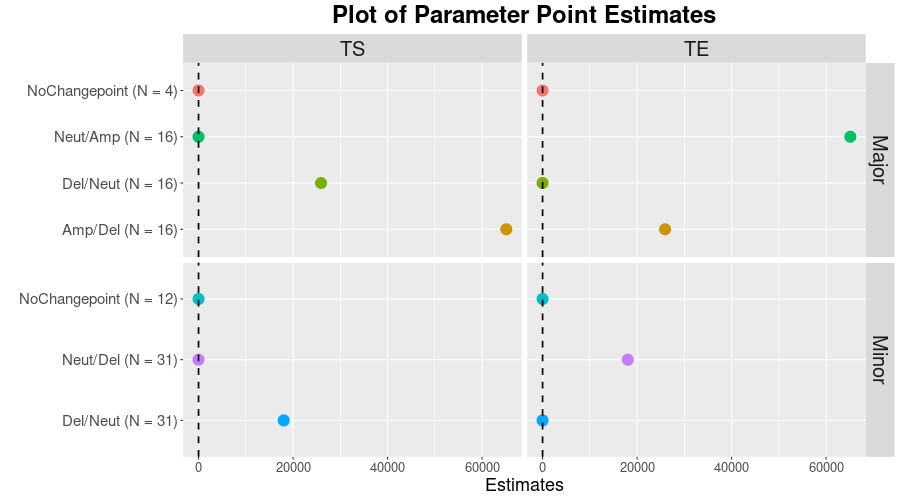 Plot of Parameter Point Estimates
TS
TE
NoChangepoint (N = 4)
Neut/Amp (N = 16)
Del/Neut (N = 16)
Amp/Del (N = 16)
Major
NoChangepoint (N = 12)
Neut/Del (N = 31)
Del/Neut (N = 31)
Minor
0 20000 40000 60000
0 20000 40000 60000
Estimates